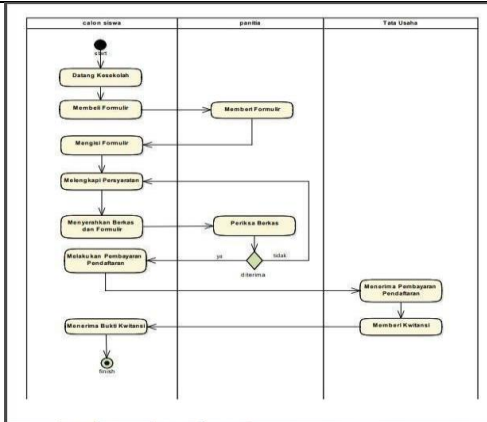 calon siswa
panitia
Tata Usaha
start
Datang Kesekolah
Membeli Formulir
Memberi Formulir
Mengisi Formulir
Melengkapi Persyaratan
Menyerahkan Berkas
dan Formulir
Periksa Berkas
Melakukan Pembayaran
Pendaftaran
ya
tolak
diterima
Menerima Pembayaran
Pendaftaran
Menerima Bukti Kwitansi
Memberi Kwitansi
finish